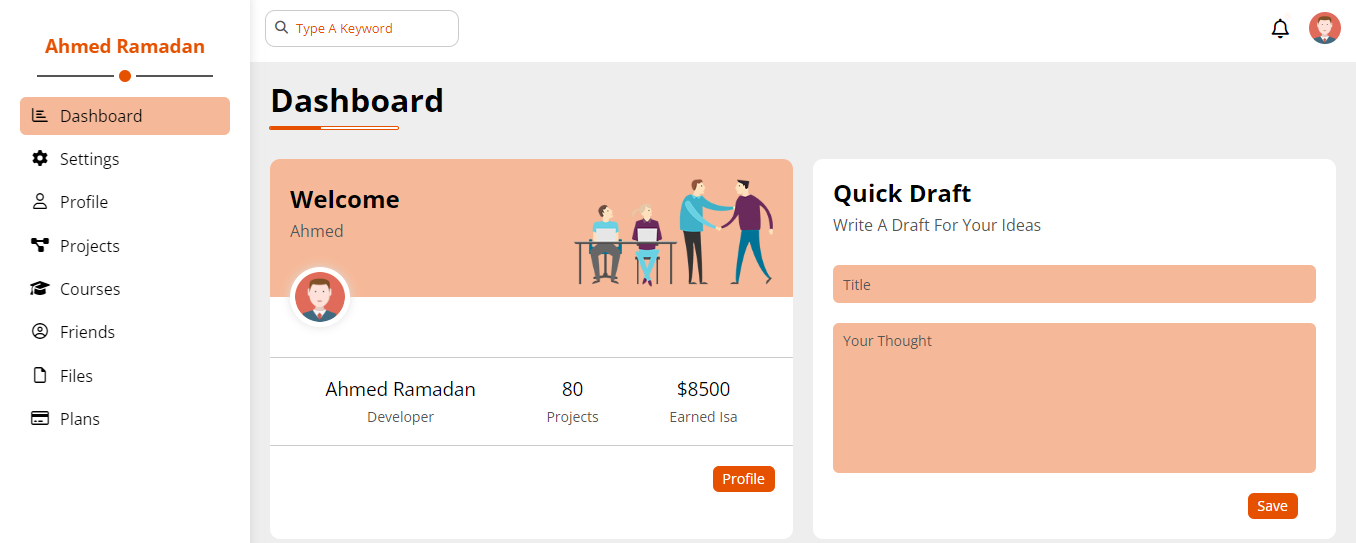 Ahmed Ramadan
Dashboard
Settings
Profile
Projects
Courses
Friends
Files
Plans
Type A Keyword
Dashboard
Welcome
Ahmed
Ahmed Ramadan
Developer
80
Projects
$8500
Earned Isa
Profile
Quick Draft
Write A Draft For Your Ideas
Title
Your Thought
Save